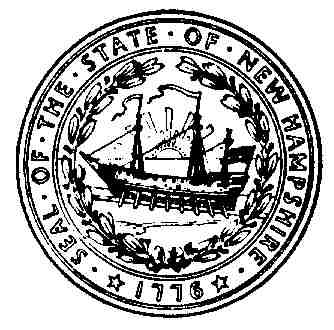 · SEAL · OF · THE · STATE · OF · NEW HAMPSHIRE ·
1776